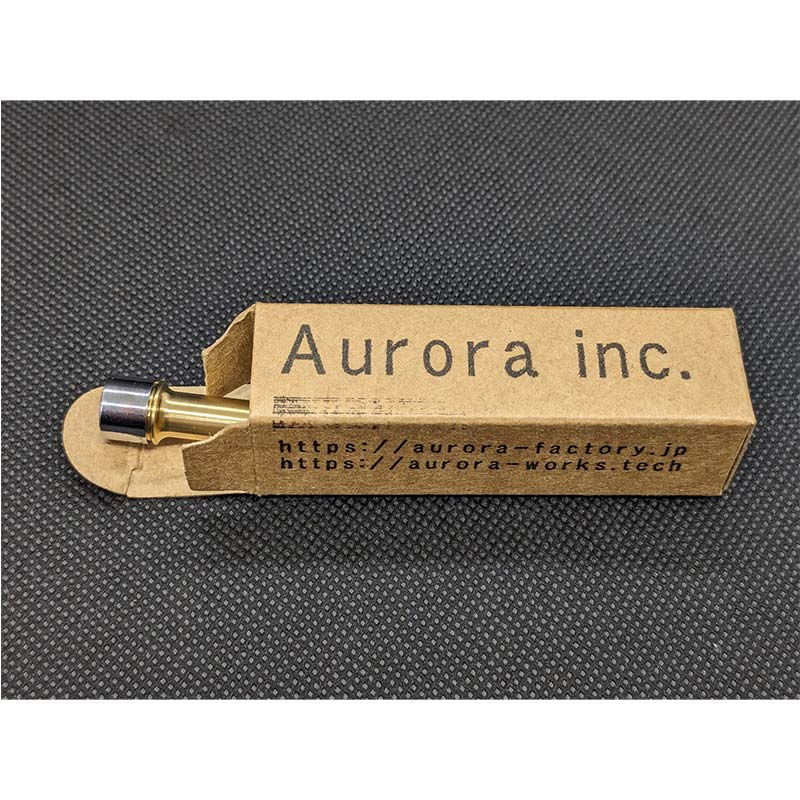 Aurora inc.
https://aurora-factory.jp
https://aurora-works.tech